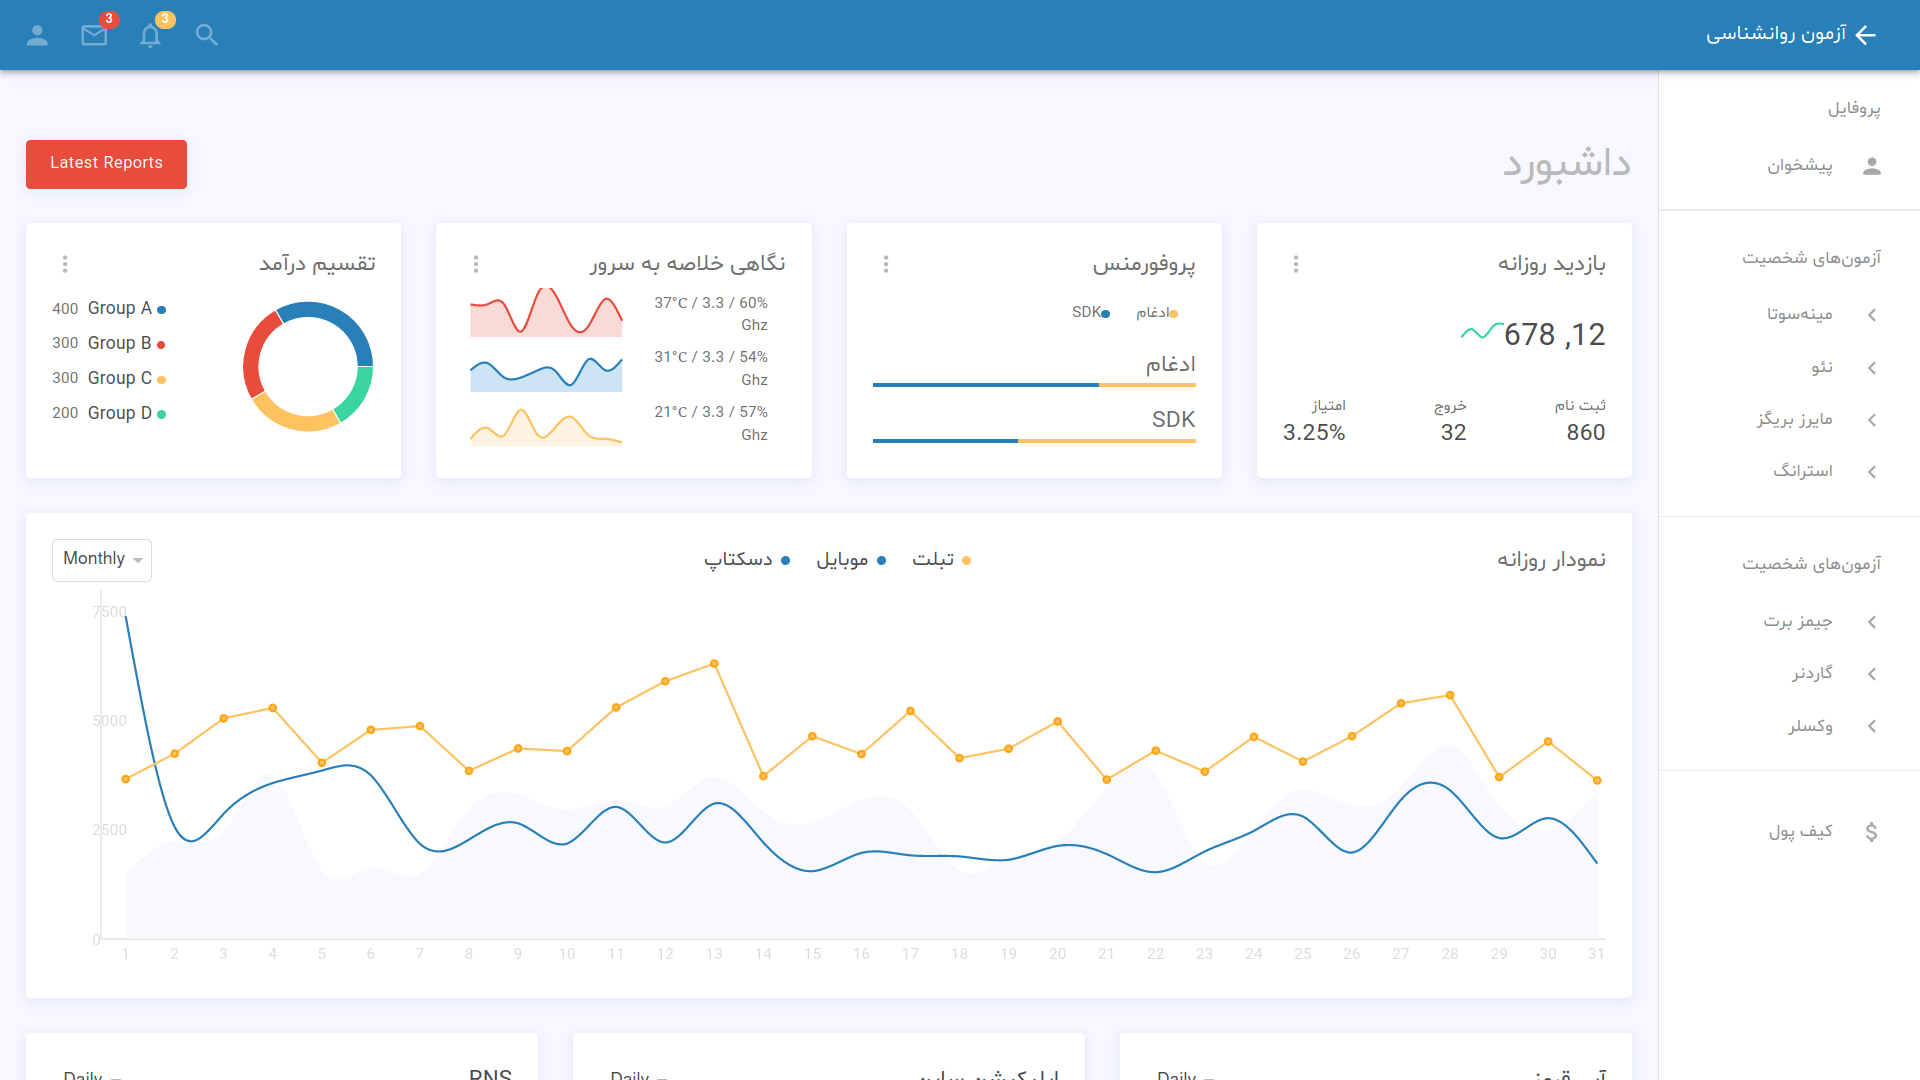 آزمون روانشناسی
3
3
پروفایل
پیشخوان
آزمون‌های شخصیت
مینه‌سوتا
نئو
مایرز بریگز
استرانگ
آزمون‌های شخصیت
جیمز برت
گاردنر
وکسلر
کیف پول
داشبورد
Latest Reports
بازدید روزانه
12, 678
ثبت نام
860
خروج
32
امتیاز
3.25%
پروفورمنس
ادغام
SDK
ادغام
SDK
نگاهی خلاصه به سرور
37°C / 3.3 / 60%
Ghz
31°C / 3.3 / 54%
Ghz
21°C / 3.3 / 57%
Ghz
تقسیم درآمد
Group A 400
Group B 300
Group C 300
Group D 200
نمودار روزانه
تبلت
موبایل
دسکتاپ
Monthly
7500
5000
2500
0
1 2 3 4 5 6 7 8 9 10 11 12 13 14 15 16 17 18 19 20 21 22 23 24 25 26 27 28 29 30 31
Daily
Daily
RNS
Daily